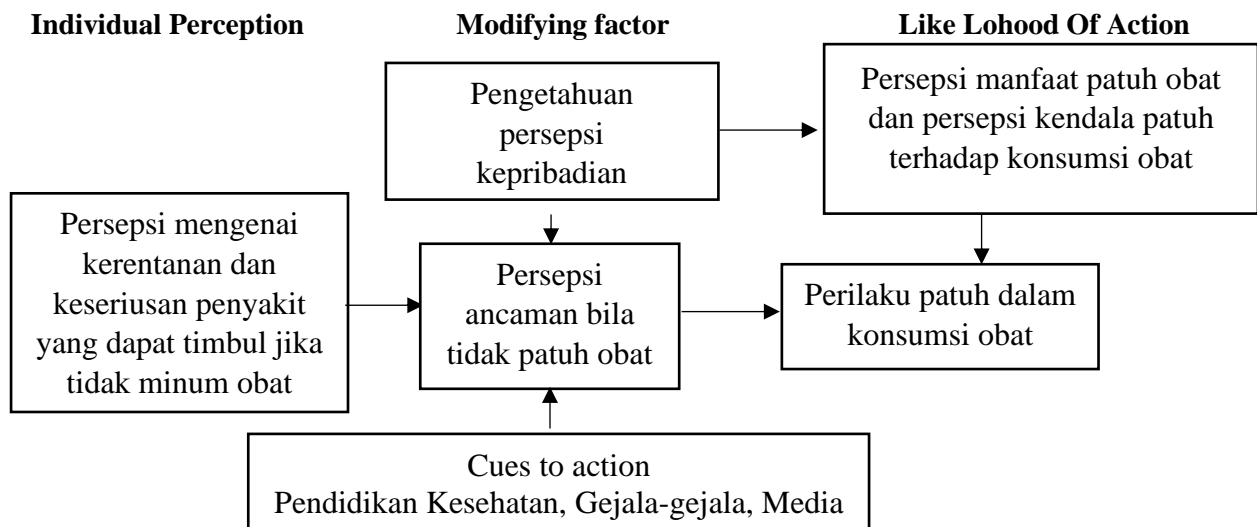 Individual Perception
Modifying factor
Like Lohood Of Action
Pengetahuan
persepsi
kepribadian
Persepsi manfaat patuh obat
dan persepsi kendala patuh
terhadap konsumsi obat
Persepsi mengenai
kerentanan dan
keseriusan penyakit
yang dapat timbul jika
tidak minum obat
Persepsi
ancaman bila
tidak patuh obat
Perilaku patuh dalam
konsumsi obat
Cues to action
Pendidikan Kesehatan, Gejala-gejala, Media